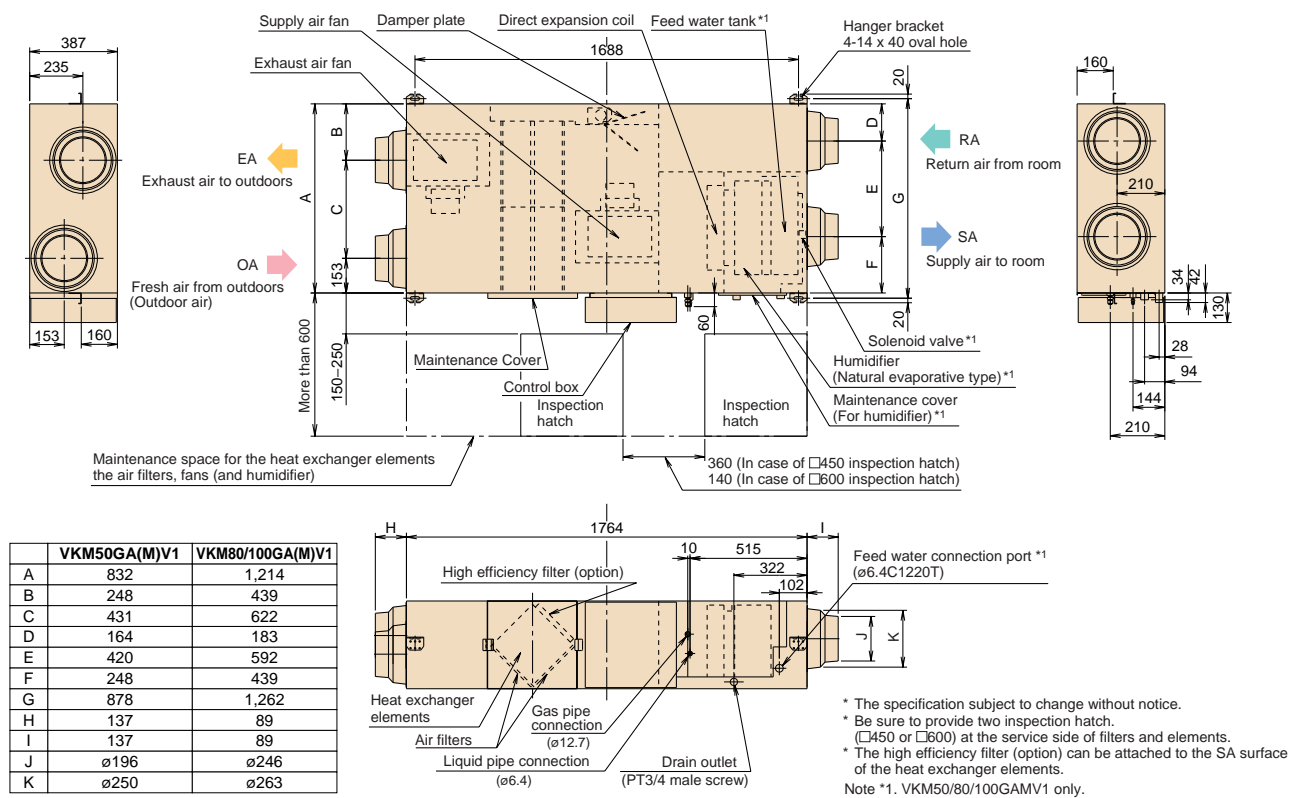 Supply air fan
Damper plate
Direct expansion coil
Feed water tank*1
Hanger bracket
4-14 x 40 oval hole
Exhaust air fan
387
235
1688
20
160
B
D
EA
Exhaust air to outdoors
A
C
E
G
RA
Return air from room
210
OA
Fresh air from outdoors
(Outdoor air)
153
F
SA
Supply air to room
34
42
130
153
160
60
20
28
94
144
210
More than 600
150–250
Maintenance Cover
Control box
Inspection
hatch
Inspection
hatch
Solenoid valve*1
Humidifier
(Natural evaporative type)*1
Maintenance cover
(For humidifier)*1
Maintenance space for the heat exchanger elements
the air filters, fans (and humidifier)
360 (In case of □450 inspection hatch)
140 (In case of □600 inspection hatch)
VKM50GA(M)V1 VKM80/100GA(M)V1
A 832 1,214
B 248 439
C 431 622
D 164 183
E 420 592
F 248 439
G 878 1,262
H 137 89
I 137 89
J ø196 ø246
K ø250 ø263
H
1764
I
10
515
322
102
High efficiency filter (option)
Feed water connection port *1
(ø6.4C1220T)
J
K
Heat exchanger
elements
Air filters
Gas pipe
connection
(ø12.7)
Liquid pipe connection
(ø6.4)
Drain outlet
(PT3/4 male screw)
* The specification subject to change without notice.
* Be sure to provide two inspection hatch.
(□450 or □600) at the service side of filters and elements.
* The high efficiency filter (option) can be attached to the SA surface
of the heat exchanger elements.
Note *1. VKM50/80/100GAMV1 only.